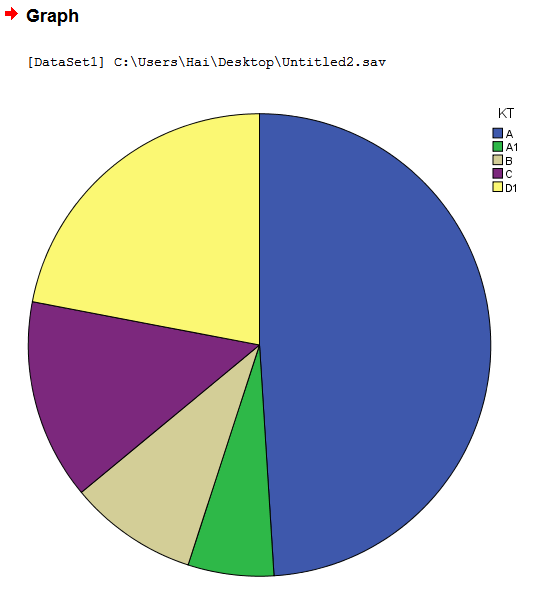 Graph
[DataSet1] C:\Users\Hai\Desktop\Untitled2.sav
KT
A
A1
B
C
D1